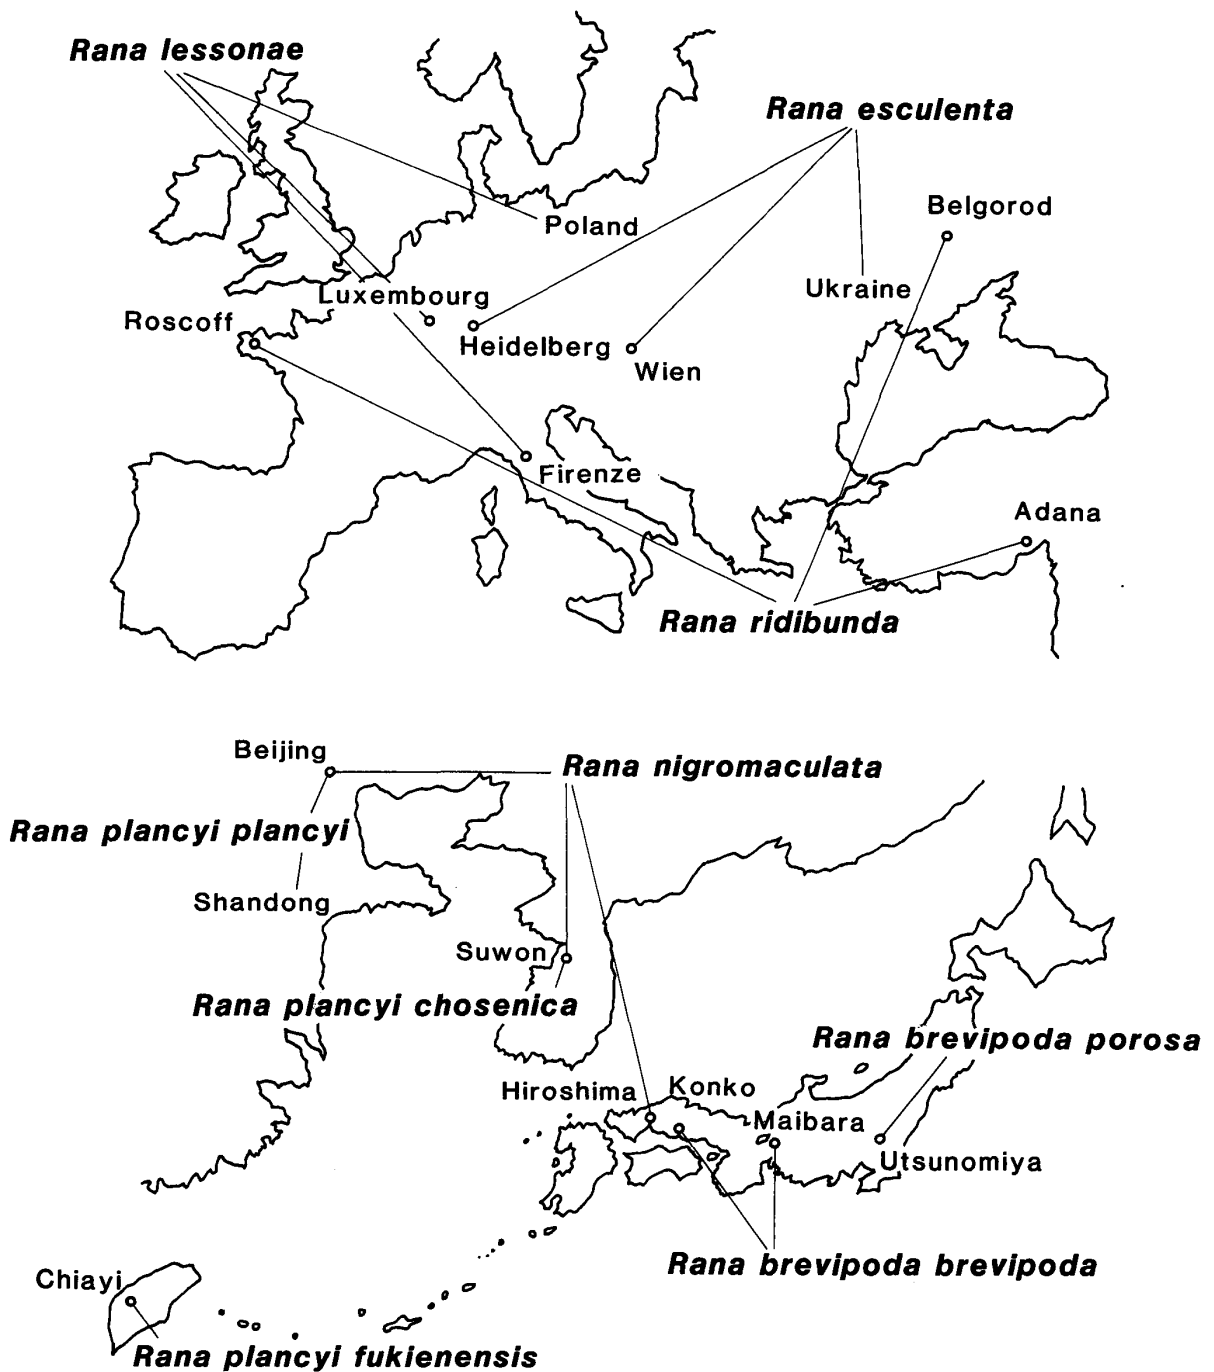 Rana lessonae
Rana esculenta
Belgorod
Poland
Ukraine
Luxembourg
Roscoff
Heidelberg
Wien
Firenze
Adana
Rana ridibunda
Beijing
Rana nigromaculata
Rana plancyi plancyi
Shandong
Suwon
Rana plancyi chosenica
Rana brevipoda porosa
Hiroshima
Konko
Maibara
Utsunomiya
Rana brevipoda brevipoda
Chiayi
Rana plancyi fukienensis